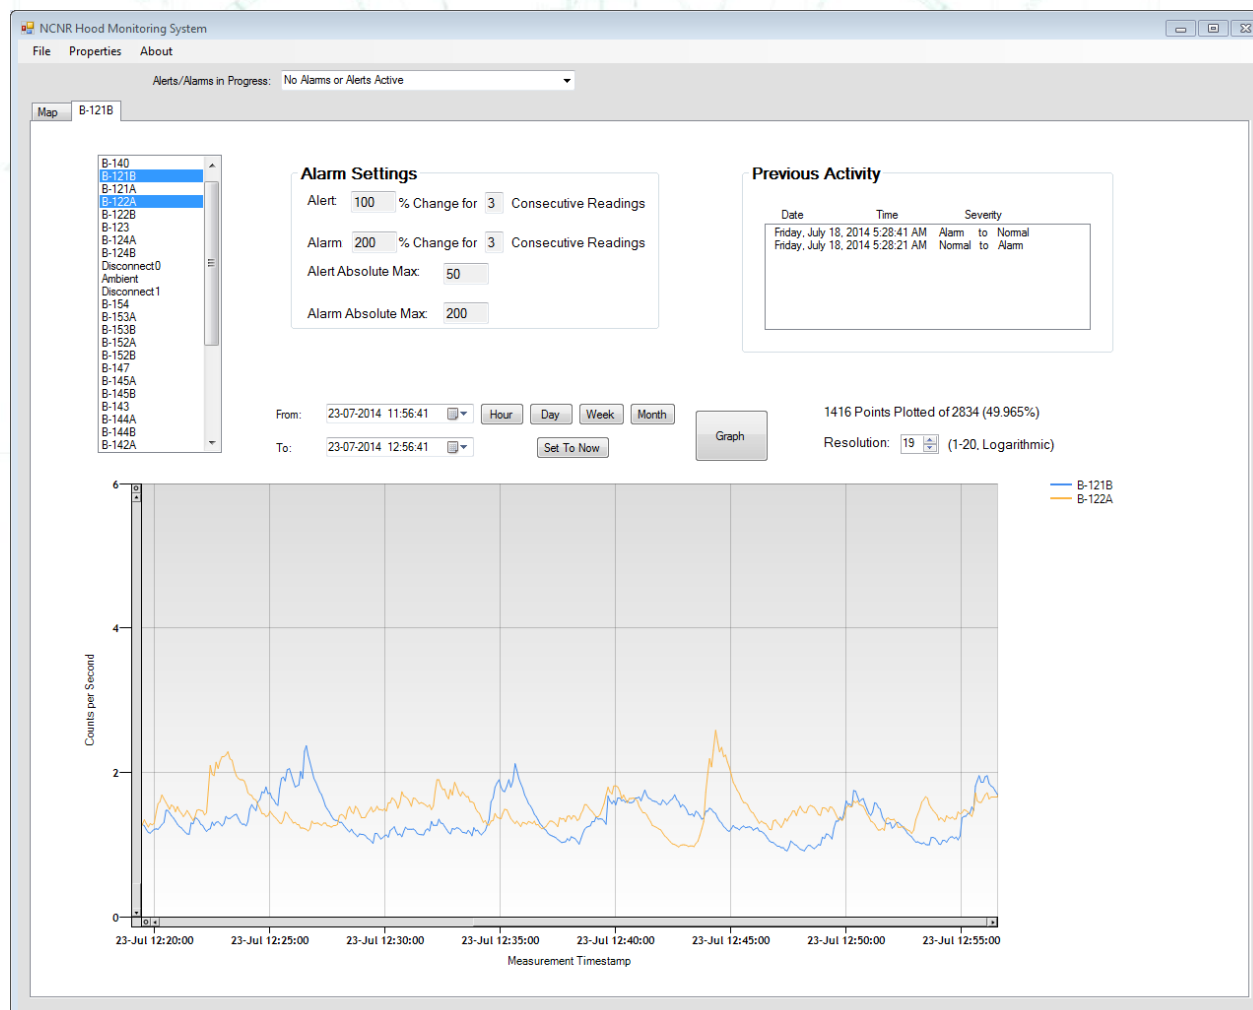 NCNR Hood Monitoring System
File Properties About
Alerts/Alarms in Progress: No Alarms or Alerts Active
Map B-121B
B-140
B-121B
B-121A
B-122A
B-122B
B-123
B-124A
B-124B
Disconnect0
Ambient
Disconnect1
B-154
B-153A
B-153B
B-152A
B-152B
B-147
B-145A
B-145B
B-143
B-144A
B-144B
B-142A
Alarm Settings
Alert: 100 % Change for 3 Consecutive Readings
Alarm 200 % Change for 3 Consecutive Readings
Alert Absolute Max: 50
Alarm Absolute Max: 200
Previous Activity
Date Time Severity
Friday, July 18, 2014 5:28:41 AM Alarm to Normal
Friday, July 18, 2014 5:28:21 AM Normal to Alarm
From: 23-07-2014 11:56:41 Hour Day Week Month
To: 23-07-2014 12:56:41 Set To Now
Graph
1416 Points Plotted of 2834 (49.965%)
Resolution: 19 (1-20, Logarithmic)
B-121B
B-122A
6
4
2
0
Counts per Second
23-Jul 12:20:00 23-Jul 12:25:00 23-Jul 12:30:00 23-Jul 12:35:00 23-Jul 12:40:00 23-Jul 12:45:00 23-Jul 12:50:00 23-Jul 12:55:00
Measurement Timestamp